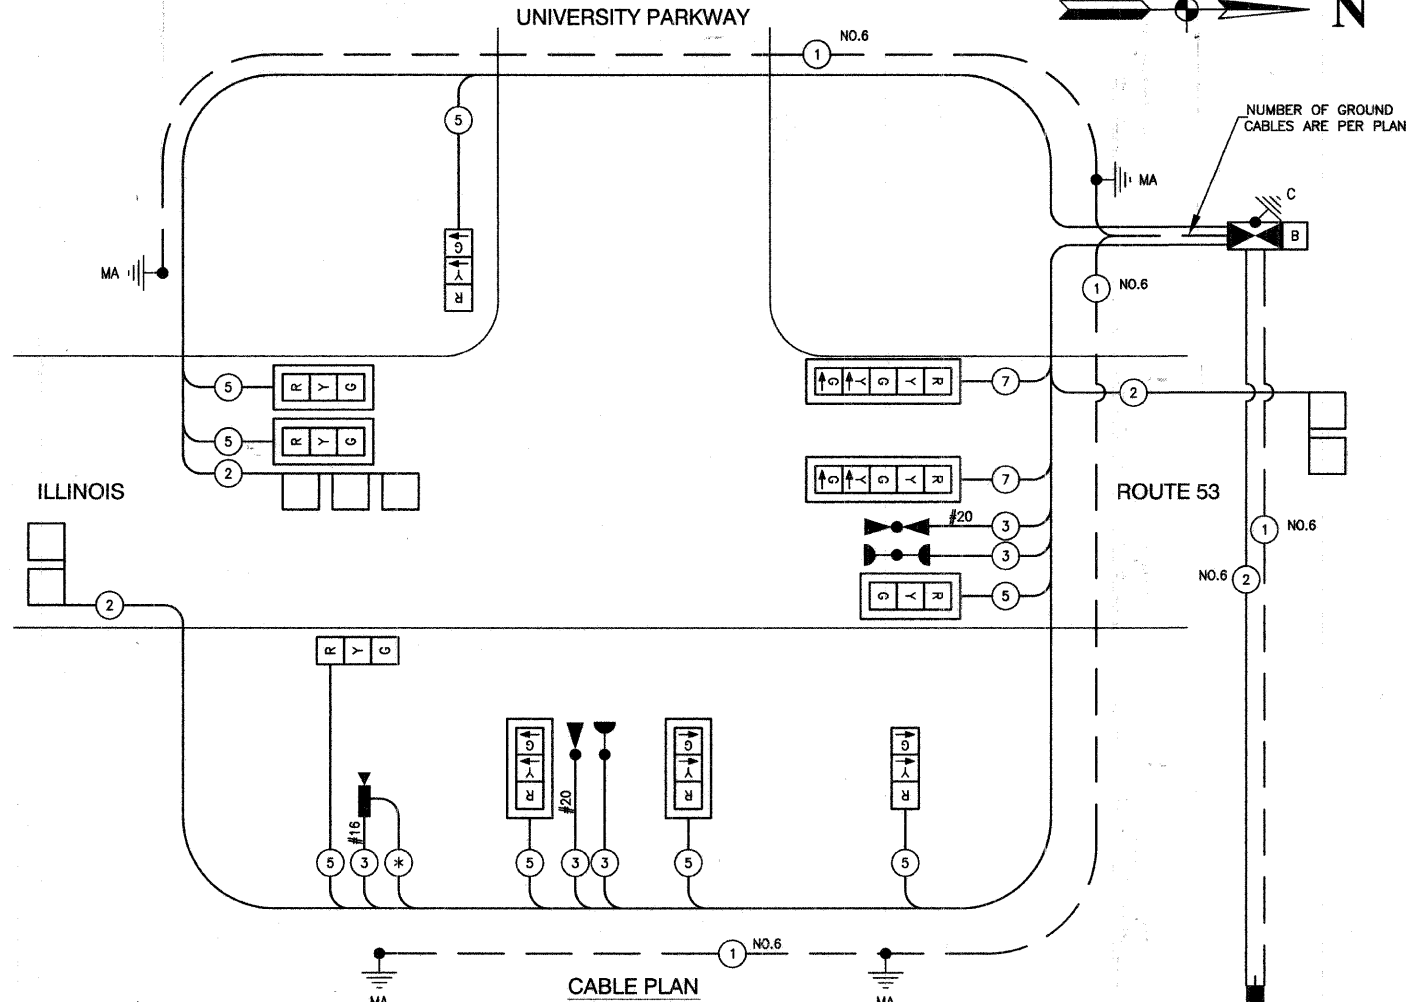 UNIVERSITY PARKWAY
N
1 NO.6
5
NUMBER OF GROUND
CABLES ARE PER PLAN
MA
C
B
G
Y
R
MA
1 NO.6
5 R Y G
G Y G Y R 7
2
5 R Y G
2
G Y G Y R 7
ILLINOIS
ROUTE 53
#20 3
3
1 NO.6
NO.6 2
G Y R 5
2
R Y G
G
Y
R
G
Y
R
G
Y
R
#16
#20
5 3 * 5 3 3 5 5
1 NO.6
CABLE PLAN
MA
MA